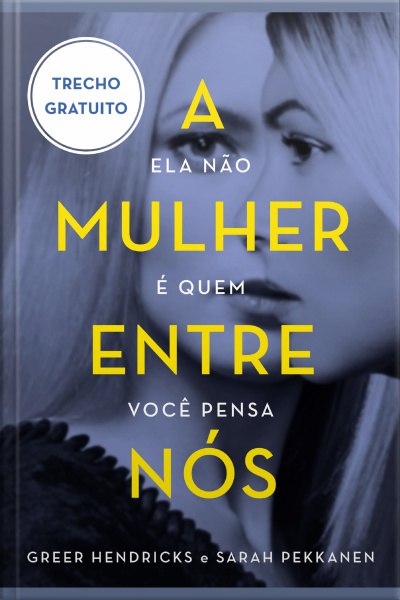 TRECHO
GRATUITO
A
ELA NÃO
MULHER
É QUEM
ENTRE
VOCÊ PENSA
NÓS
GREER HENDRICKS e SARAH PEKKANEN